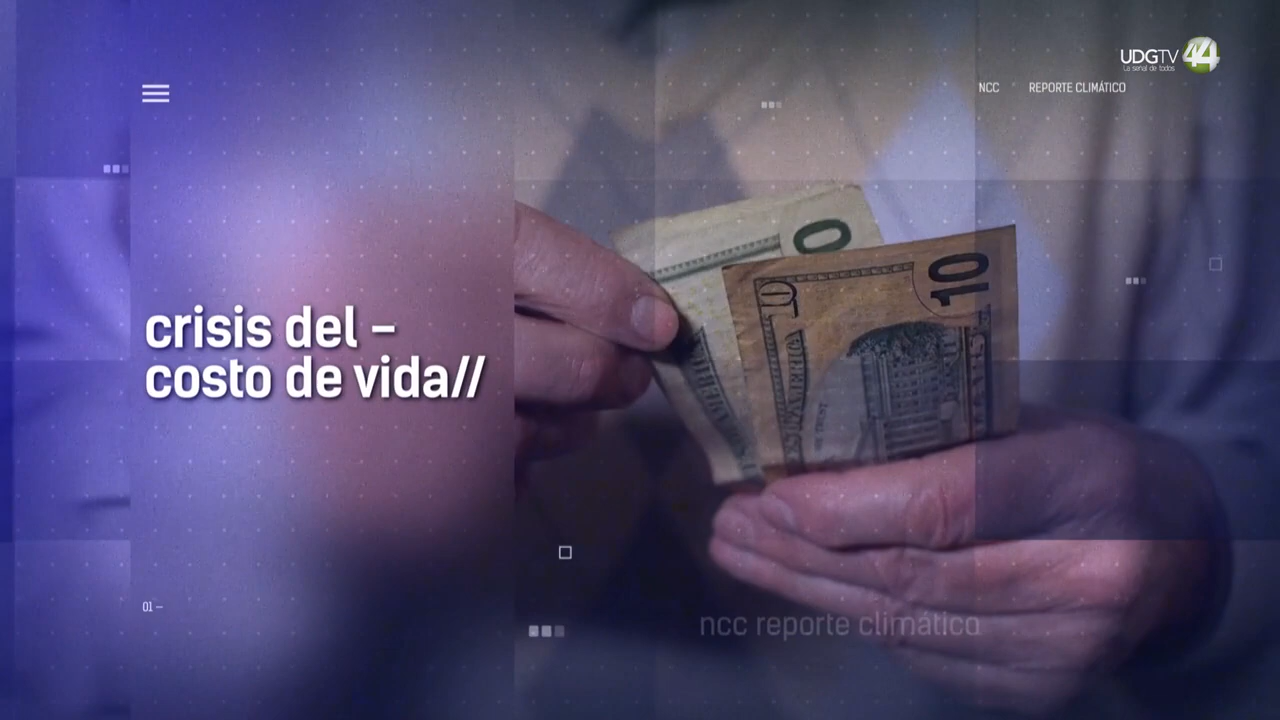 UDGTV 44
La señal de todos
NCC REPORTE CLIMÁTICO
0
10
10
crisis del –
costo de vida//
01 –
ncc reporte climático